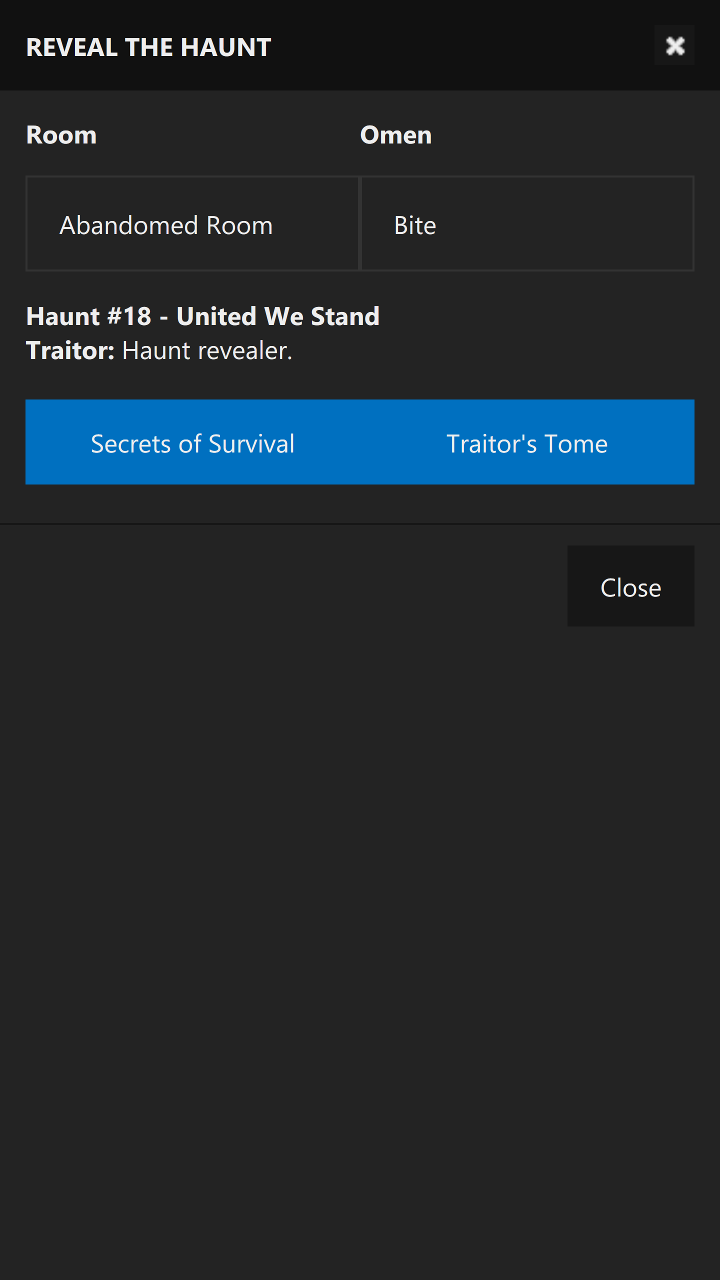 REVEAL THE HAUNT
Room
Omen
Abandomed Room
Bite
Haunt #18 - United We Stand
Traitor: Haunt revealer.
Secrets of Survival
Traitor's Tome
Close